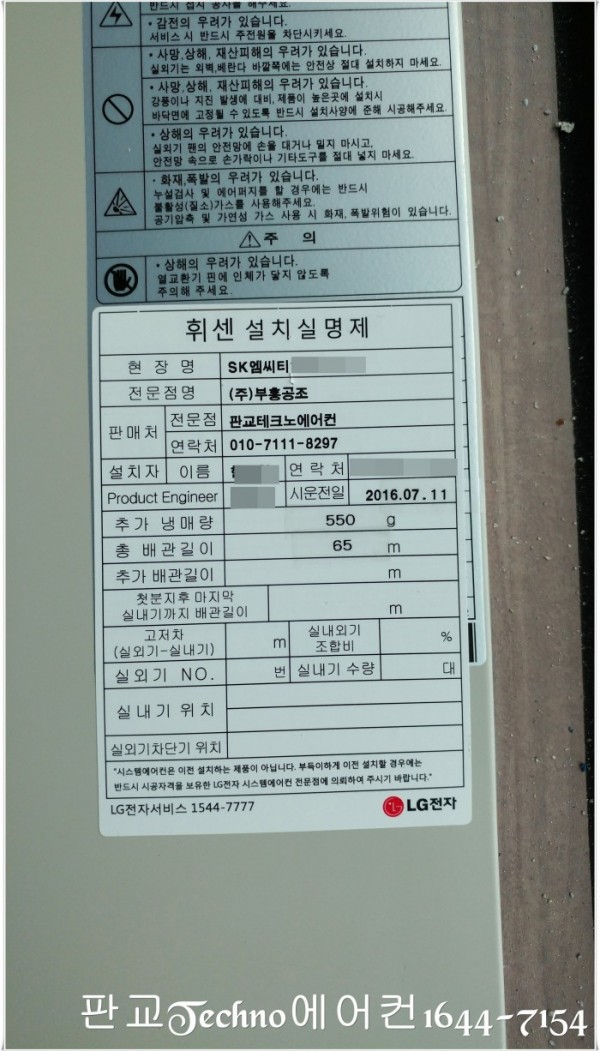 반드시 접지 공사를 해주세요.
· 감전의 우려가 있습니다.
서비스 시 반드시 주전원을 차단시키세요.
· 사망,상해, 재산피해의 우려가 있습니다.
실외기는 외벽,베란다 바깥쪽에는 안전상 절대 설치하지 마세요.
· 사망,상해, 재산피해의 우려가 있습니다.
강풍이나 지진 발생에 대비, 제품이 높은곳에 설치시
바닥면에 고정될 수 있도록 반드시 설치사양에 준해 시공해주세요.
· 상해의 우려가 있습니다.
실외기 팬의 안전망에 손을 대거나 밀지 마시고,
안전망 속으로 손가락이나 기타도구를 절대 넣지 마세요.
· 화재,폭발의 우려가 있습니다.
누설검사 및 에어퍼지를 할 경우에는 반드시
불활성(질소)가스를 사용해주세요.
공기압축 및 가연성 가스 사용 시 화재, 폭발위험이 있습니다.
주 의
· 상해의 우려가 있습니다.
열교환기 핀에 인체가 닿지 않도록
주의해 주세요.
휘센 설치실명제
현 장 명 SK엠씨티
전문점명 (주)부흥공조
판매처 전문점 판교테크노에어컨
연락처 010-7111-8297
설치자 이름 연 락 처
Product Engineer 시운전일 2016.07.11
추가 냉매량 550 g
총 배관길이 65 m
추가 배관길이 m
첫분지후 마지막
실내기까지 배관길이 m
고저차
(실외기-실내기) m 실내외기
조합비 %
실외기 NO. 번 실내기 수량 대
실내기 위치
실외기차단기 위치
"시스템에어컨은 이전 설치하는 제품이 아닙니다. 부득이하게 이전 설치할 경우에는
반드시 시공자격을 보유한 LG전자 시스템에어컨 전문점에 의뢰하여 주시기 바랍니다."
LG전자서비스 1544-7777 LG전자
판교Techno에어컨1644-7154